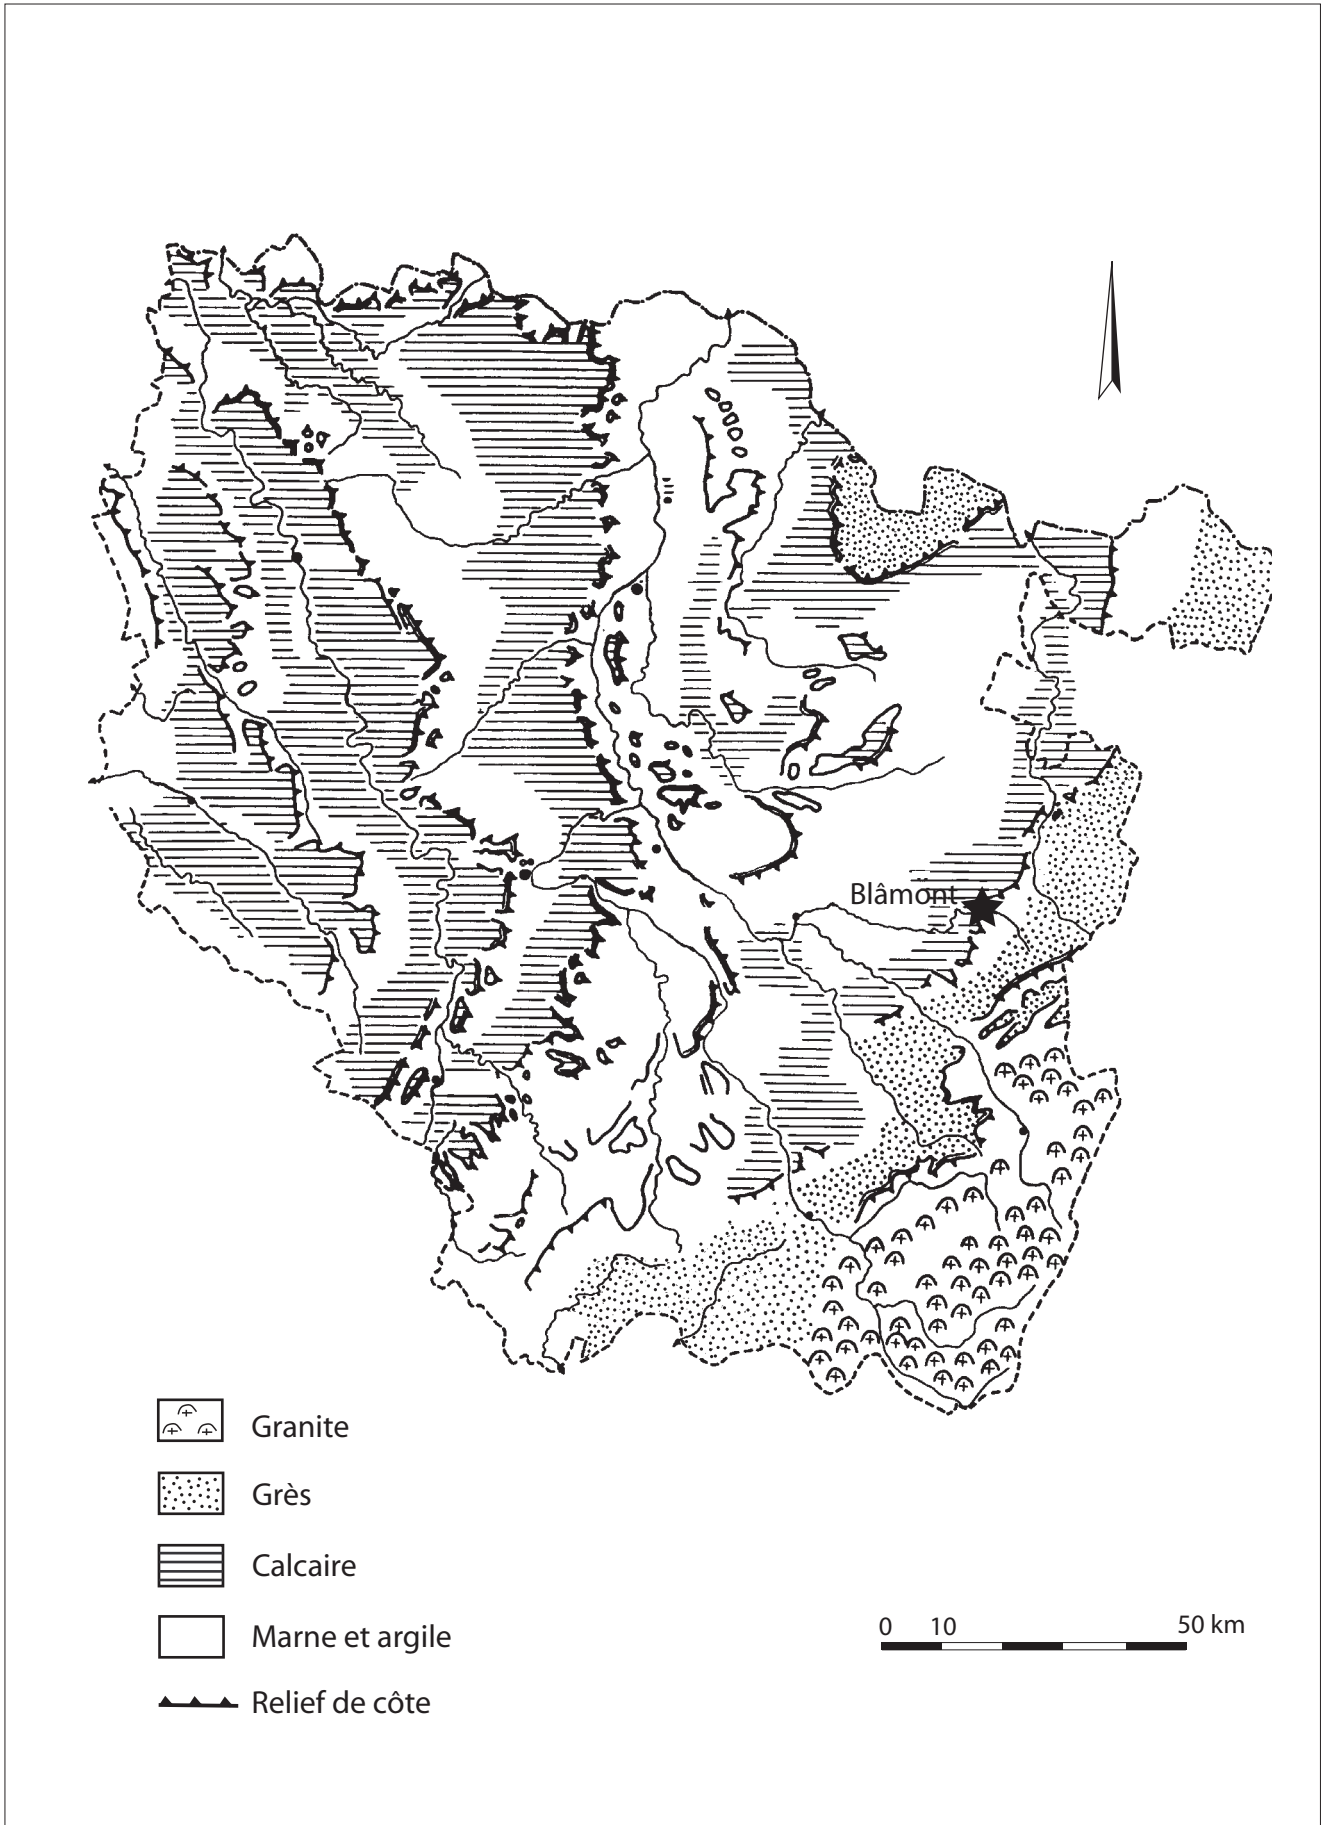 Blâmont
Granite
Grès
Calcaire
Marne et argile
Relief de côte
0 10 50 km